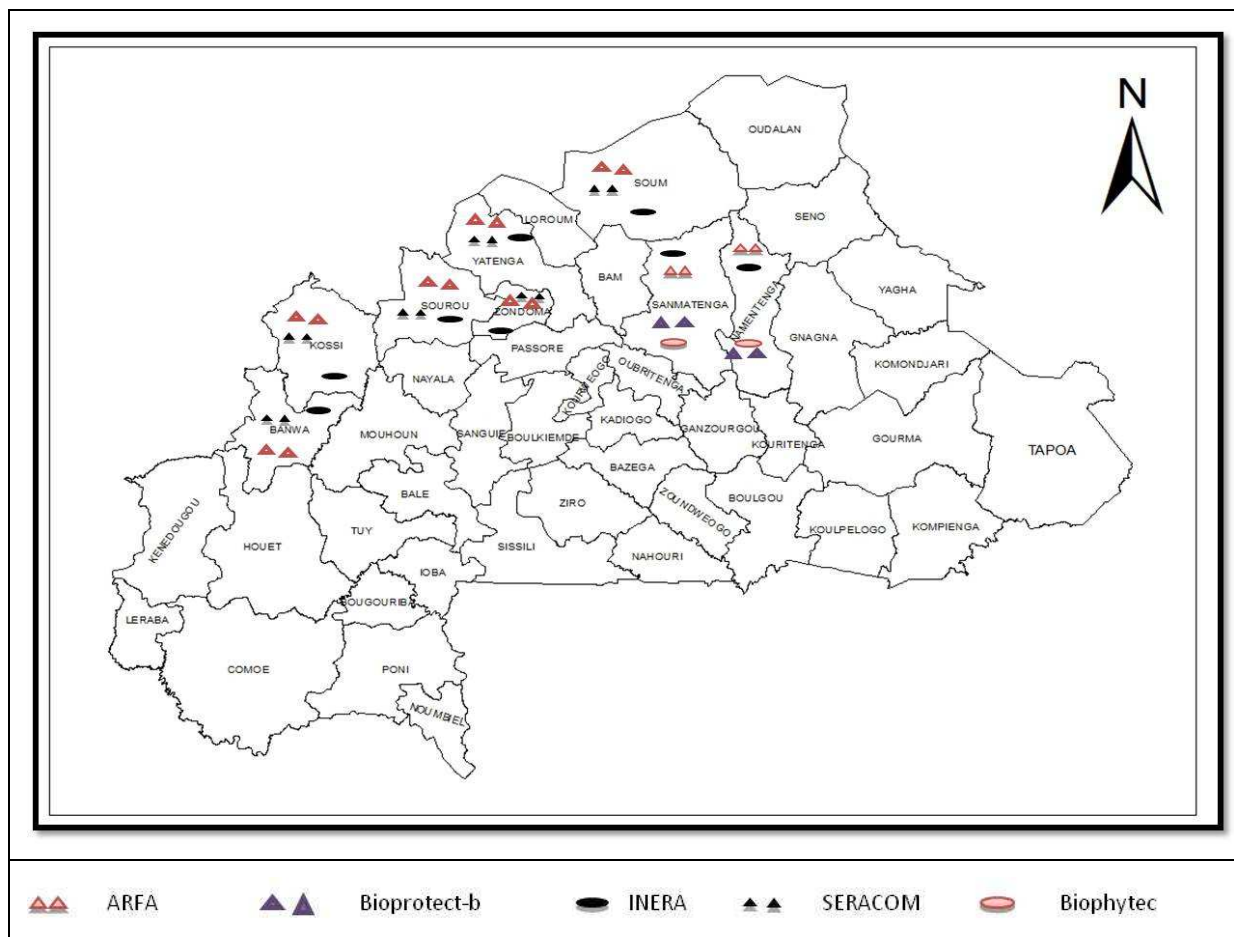 N
OUDALAN
SOUM
SENO
LOROUM
YATENGA
BAM
YAGHA
SANMATENGA
NAMENTENGA
SOUROU
ZONDOMA
GNAGNA
KOSSI
PASSORE
KOMONDJARI
NAYALA
OUBRITENGA
KOURWEOGO
KADIOGO
BANWA
MOUHOUN
SANGUIE
BOULKIEMDE
GANZOURGOU
KOURITENGA
GOURMA
TAPOA
BAZEGA
BALE
ZIRO
ZOUNDWEOGO
BOULGOU
KENEDOUGOU
HOUET
TUY
SISSILI
NAHOURI
KOULPELOGO
KOMPIENGA
IOBA
BOUGOURIBA
LERABA
COMOE
PONI
NOUMBIEL
ARFA Bioprotect-b INERA SERACOM Biophytec